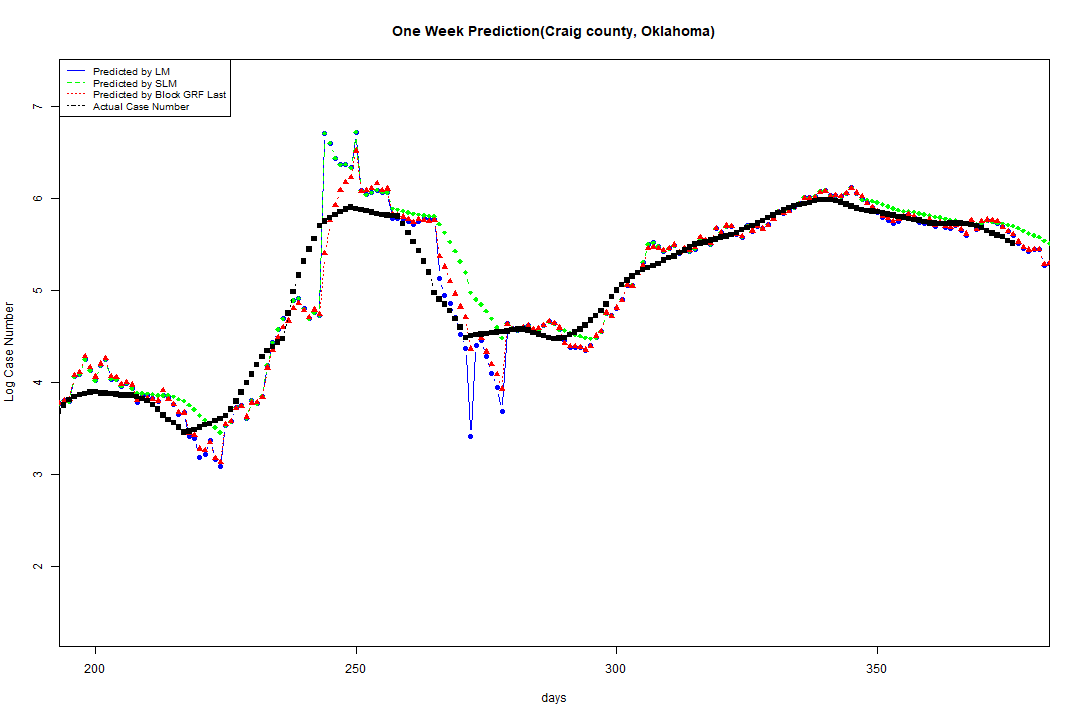 One Week Prediction(Craig county, Oklahoma)
Predicted by LM
Predicted by SLM
Predicted by Block GRF Last
Actual Case Number
Log Case Number
7
6
5
4
3
2
200 250 300 350
days